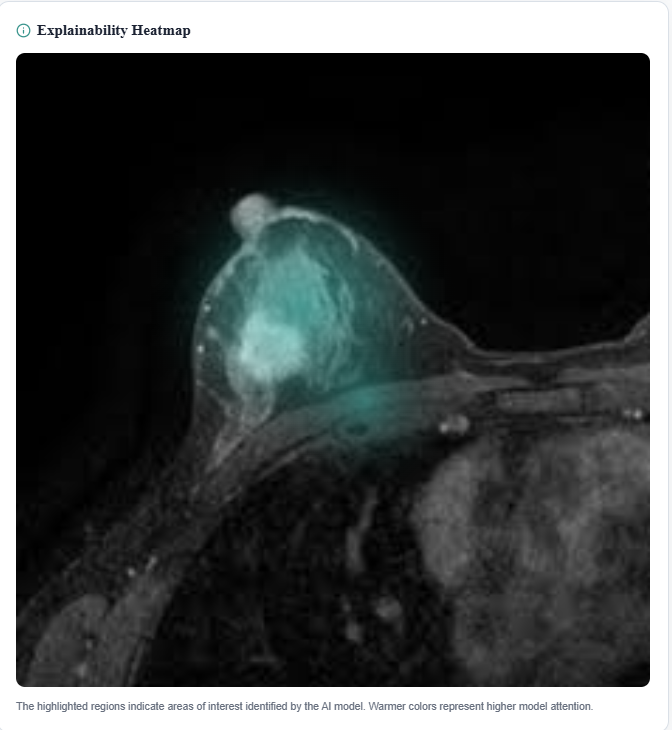 Explainability Heatmap
The highlighted regions indicate areas of interest identified by the AI model. Warmer colors represent higher model attention.